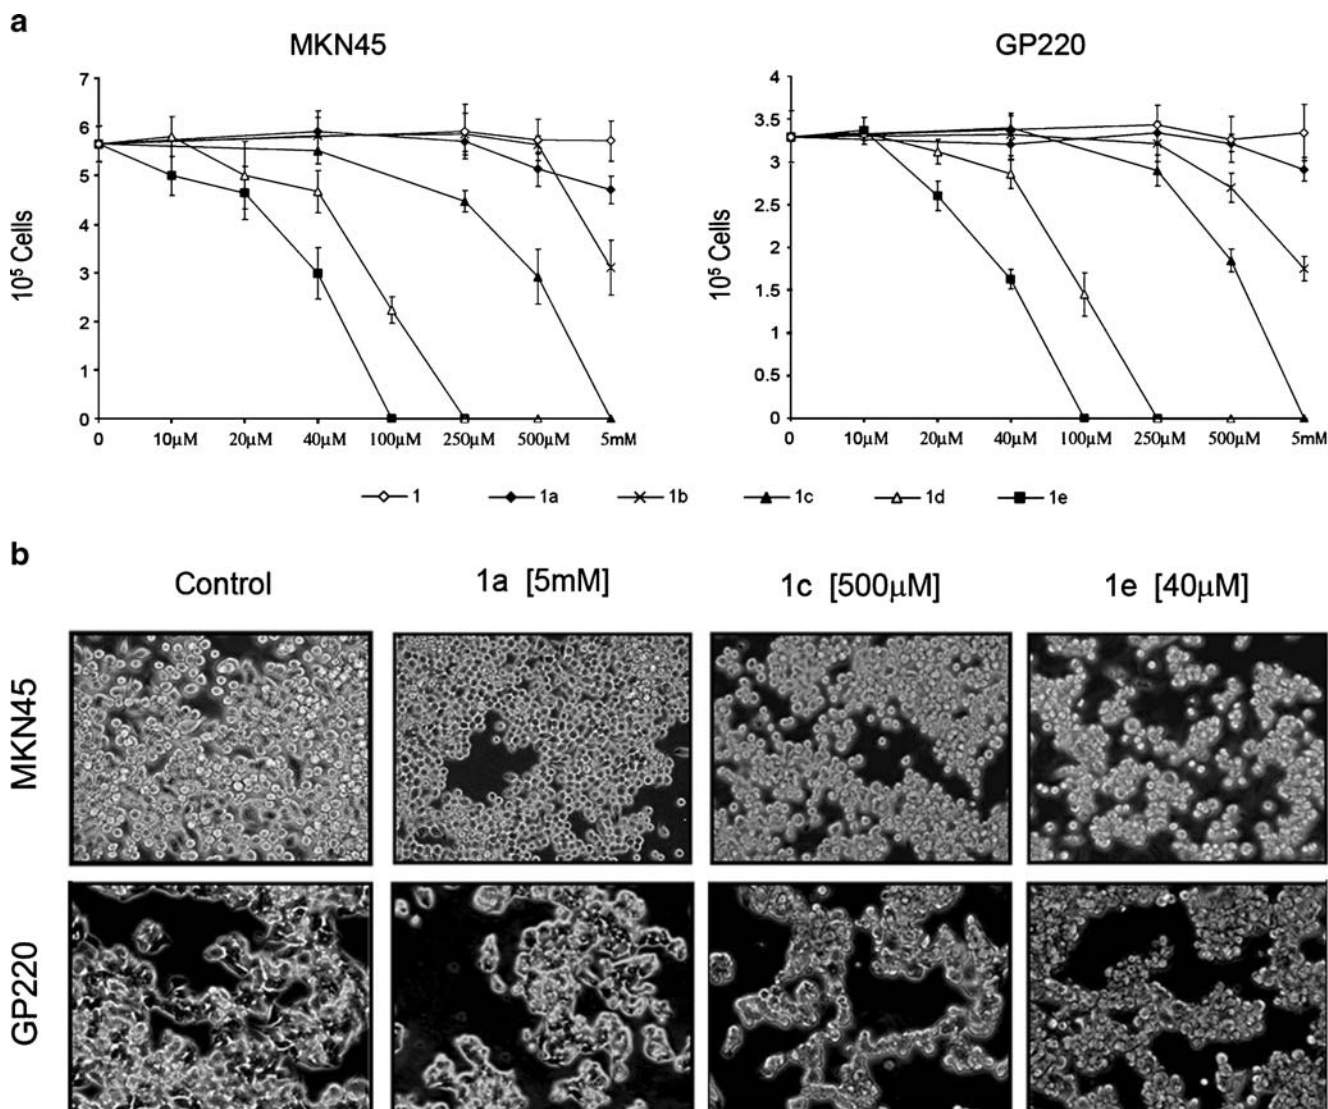 a
MKN45
7
6
5
4
3
2
1
0
10⁵ Cells
0 10µM 20µM 40µM 100µM 250µM 500µM 5mM
GP220
4
3.5
3
2.5
2
1.5
1
0.5
0
10⁵ Cells
0 10µM 20µM 40µM 100µM 250µM 500µM 5mM
1 1a 1b 1c 1d 1e
b
Control 1a [5mM] 1c [500µM] 1e [40µM]
MKN45
GP220